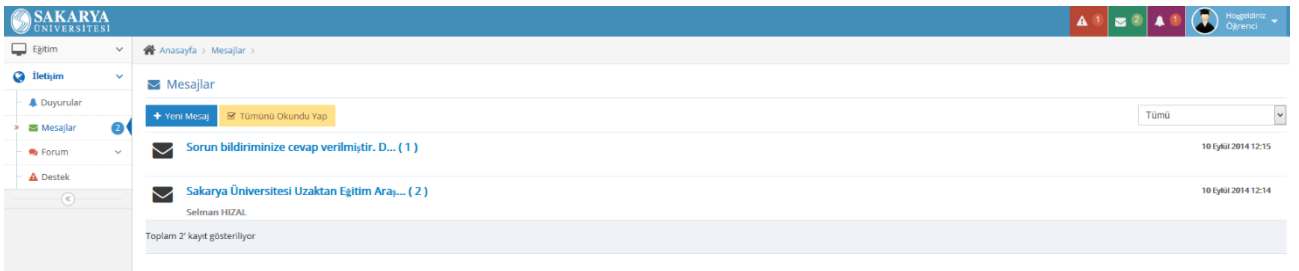 SAKARYA
ÜNİVERSİTESİ
1
2
1
Hoşgeldiniz
Öğrenci
Eğitim
İletişim
Duyurular
Mesajlar 2
Forum
Destek
Anasayfa > Mesajlar >
Mesajlar
+ Yeni Mesaj
Tümünü Okundu Yap
Tümü
Sorun bildiriminize cevap verilmiştir. D... ( 1 )
10 Eylül 2014 12:15
Sakarya Üniversitesi Uzaktan Eğitim Araş... ( 2 )
10 Eylül 2014 12:14
Selman HIZAL
Toplam 2' kayıt gösteriliyor